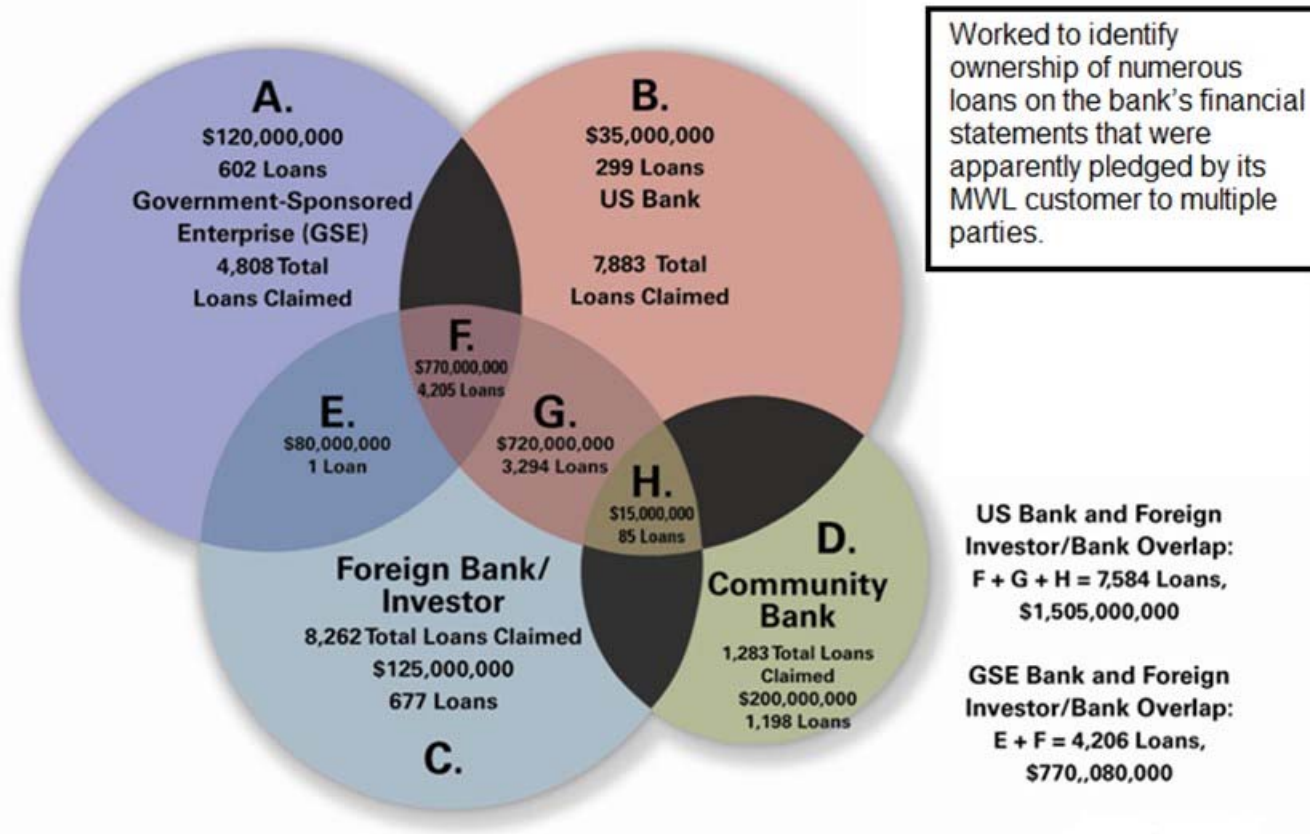 A.
$120,000,000
602 Loans
Government-Sponsored
Enterprise (GSE)
4,808 Total
Loans Claimed
B.
$35,000,000
299 Loans
US Bank
7,883 Total
Loans Claimed
Worked to identify
ownership of numerous
loans on the bank's financial
statements that were
apparently pledged by its
MWL customer to multiple
parties.
F.
$770,000,000
4,205 Loans
E.
$80,000,000
1 Loan
G.
$720,000,000
3,294 Loans
H.
$15,000,000
85 Loans
D.
Community
Bank
1,283 Total Loans
Claimed
$200,000,000
1,198 Loans
Foreign Bank/
Investor
8,262 Total Loans Claimed
$125,000,000
677 Loans
C.
US Bank and Foreign
Investor/Bank Overlap:
F + G + H = 7,584 Loans,
$1,505,000,000
GSE Bank and Foreign
Investor/Bank Overlap:
E + F = 4,206 Loans,
$770,,080,000